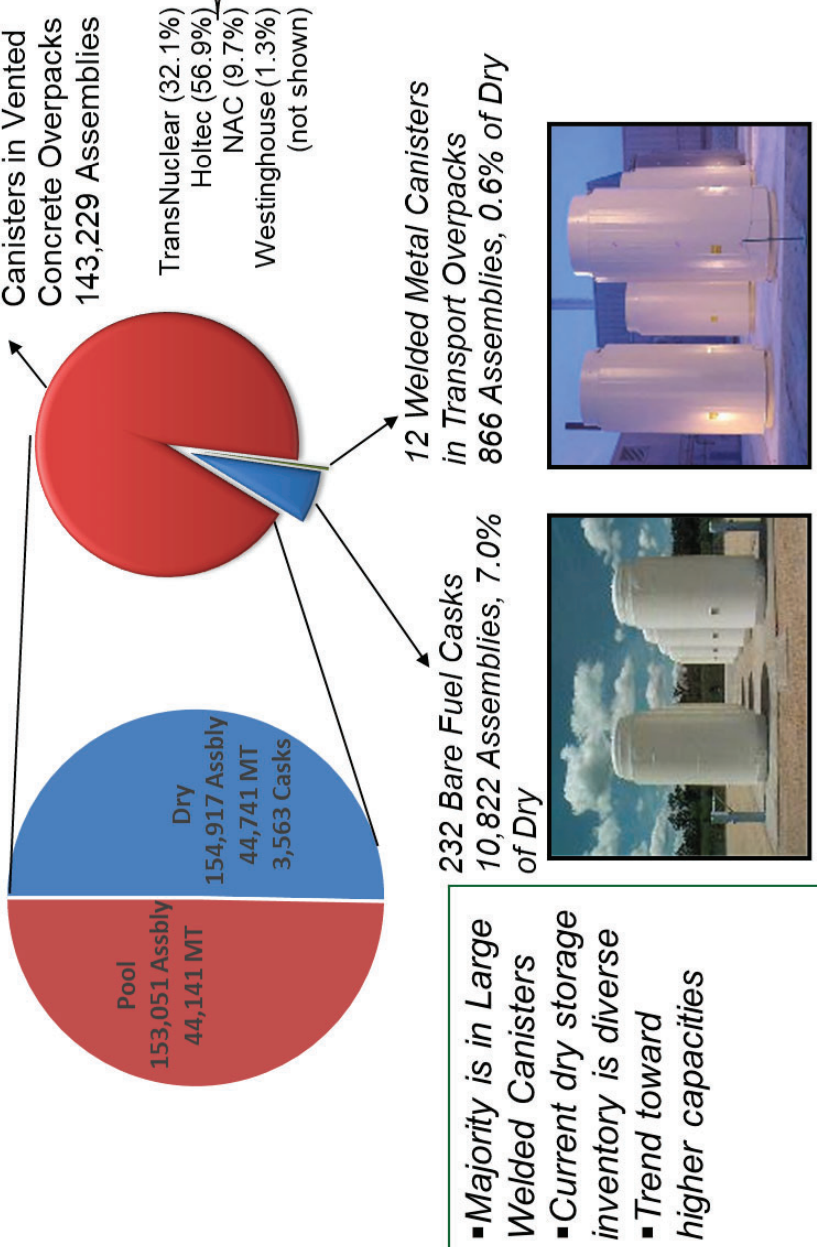 Pool
153,051 Assbly
44,141 MT
Dry
154,917 Assbly
44,741 MT
3,563 Casks
Canisters in Vented
Concrete Overpacks
143,229 Assemblies
TransNuclear (32.1%)
Holtec (56.9%)
NAC (9.7%)
Westinghouse (1.3%)
(not shown)
232 Bare Fuel Casks
10,822 Assemblies, 7.0%
of Dry
12 Welded Metal Canisters
in Transport Overpacks
866 Assemblies, 0.6% of Dry
▪Majority is in Large
Welded Canisters
▪Current dry storage
inventory is diverse
▪Trend toward
higher capacities